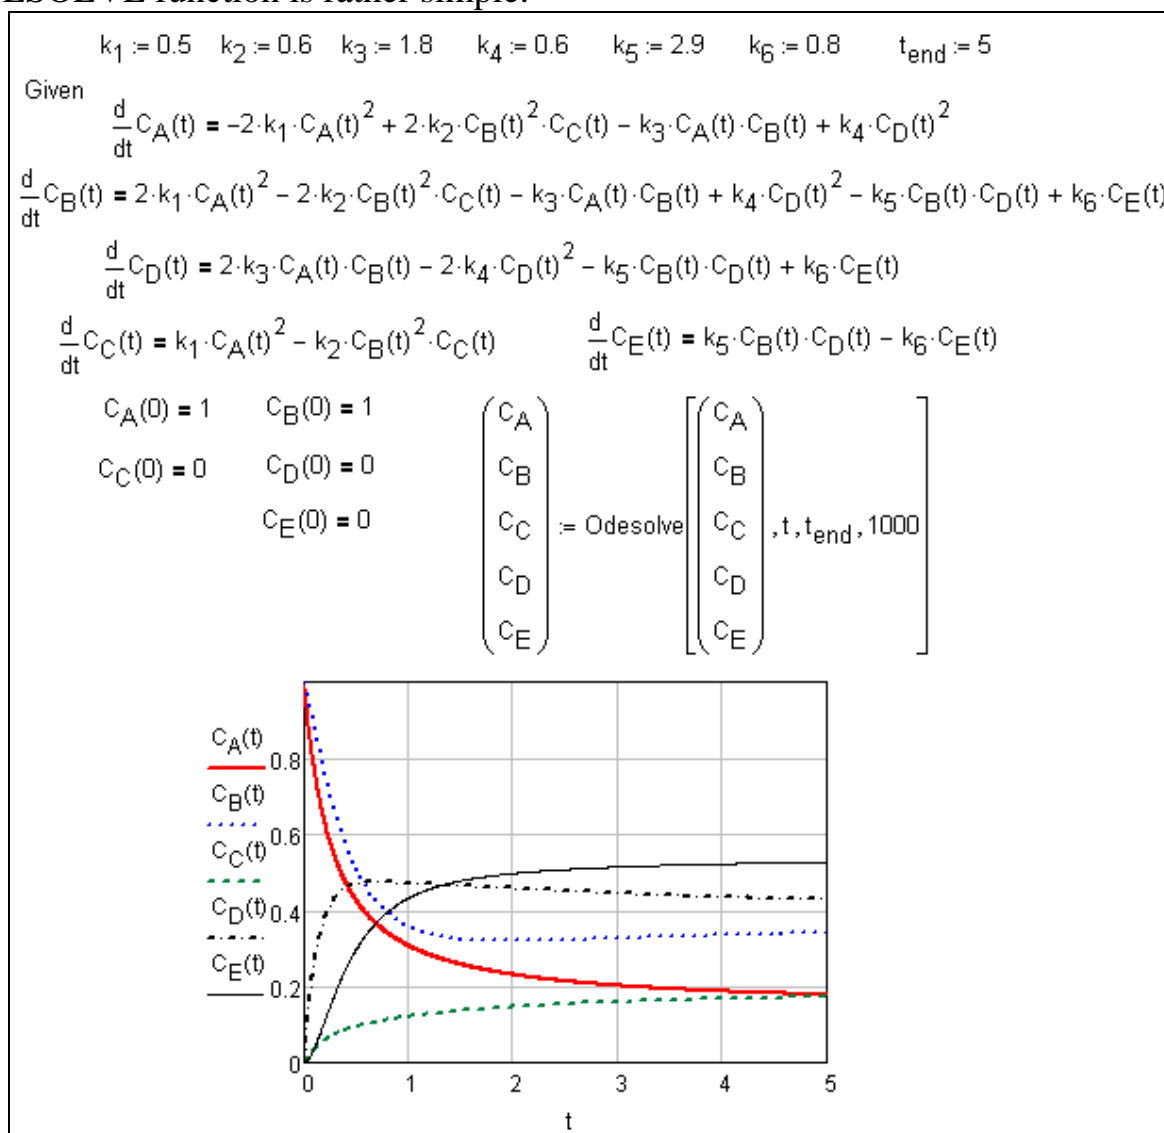 ESOLVE function is rather simple.
k1 := 0.5 k2 := 0.6 k3 := 1.8 k4 := 0.6 k5 := 2.9 k6 := 0.8 tend := 5
Given
d/dt CA(t) = −2·k1·CA(t)² + 2·k2·CB(t)²·CC(t) − k3·CA(t)·CB(t) + k4·CD(t)²
d/dt CB(t) = 2·k1·CA(t)² − 2·k2·CB(t)²·CC(t) − k3·CA(t)·CB(t) + k4·CD(t)² − k5·CB(t)·CD(t) + k6·CE(t)
d/dt CD(t) = 2·k3·CA(t)·CB(t) − 2·k4·CD(t)² − k5·CB(t)·CD(t) + k6·CE(t)
d/dt CC(t) = k1·CA(t)² − k2·CB(t)²·CC(t) d/dt CE(t) = k5·CB(t)·CD(t) − k6·CE(t)
CA(0) = 1 CB(0) = 1
CC(0) = 0 CD(0) = 0
CE(0) = 0
(CA CB CC CD CE) := Odesolve[(CA CB CC CD CE), t, tend, 1000]
CA(t)
CB(t)
CC(t)
CD(t)
CE(t)
0.8
0.6
0.4
0.2
0
0 1 2 3 4 5
t